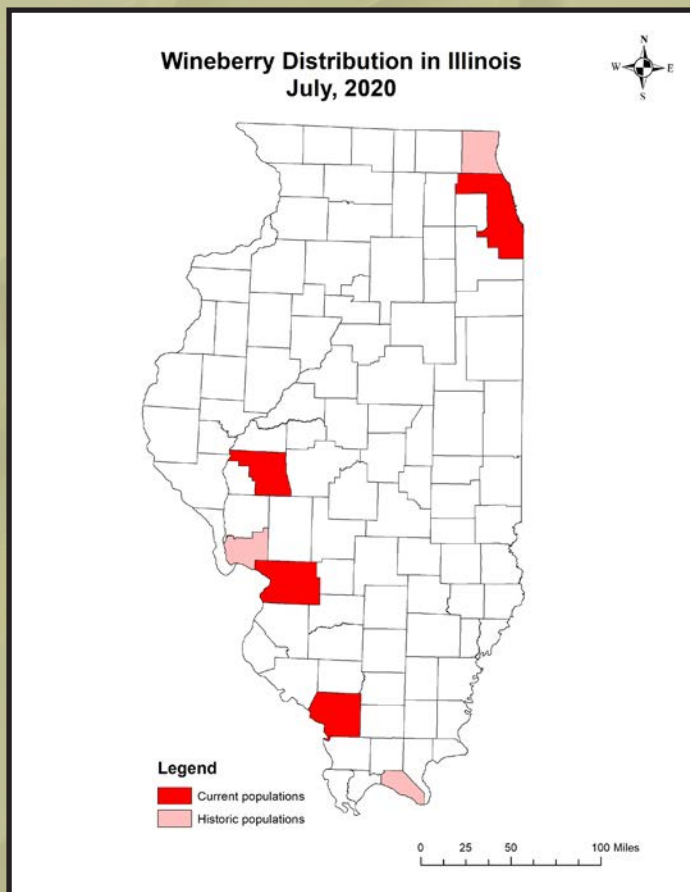 Wineberry Distribution in Illinois
July, 2020
N
W E
S
Legend
Current populations
Historic populations
0 25 50 100 Miles